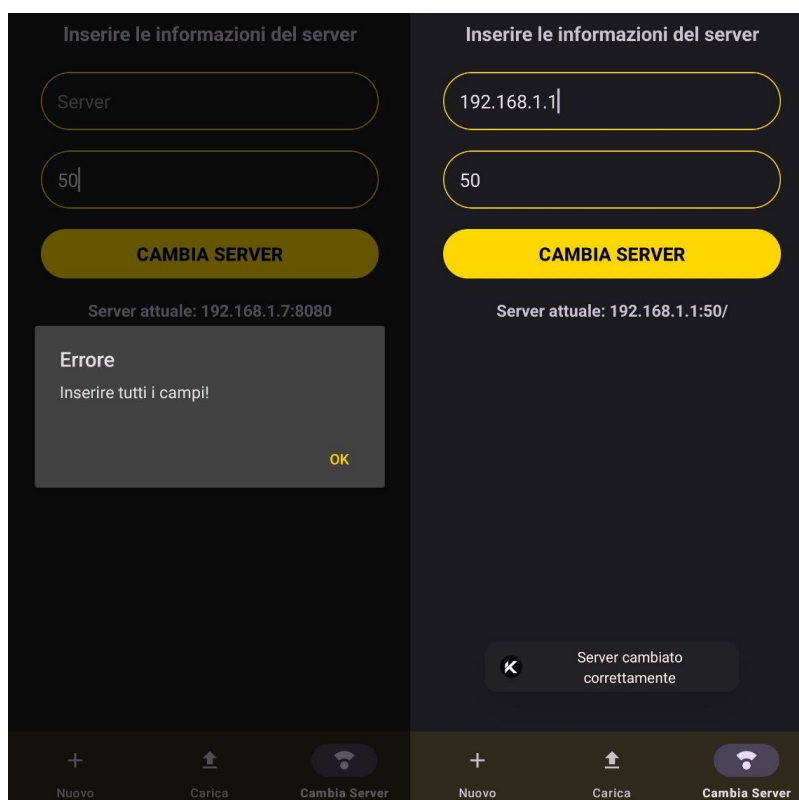 Inserire le informazioni del server
Server
50
CAMBIA SERVER
Server attuale: 192.168.1.7:8080
Errore
Inserire tutti i campi!
OK
Nuovo
Carica
Cambia Server
Inserire le informazioni del server
192.168.1.1
50
CAMBIA SERVER
Server attuale: 192.168.1.1:50/
Server cambiato
correttamente
Nuovo
Carica
Cambia Server